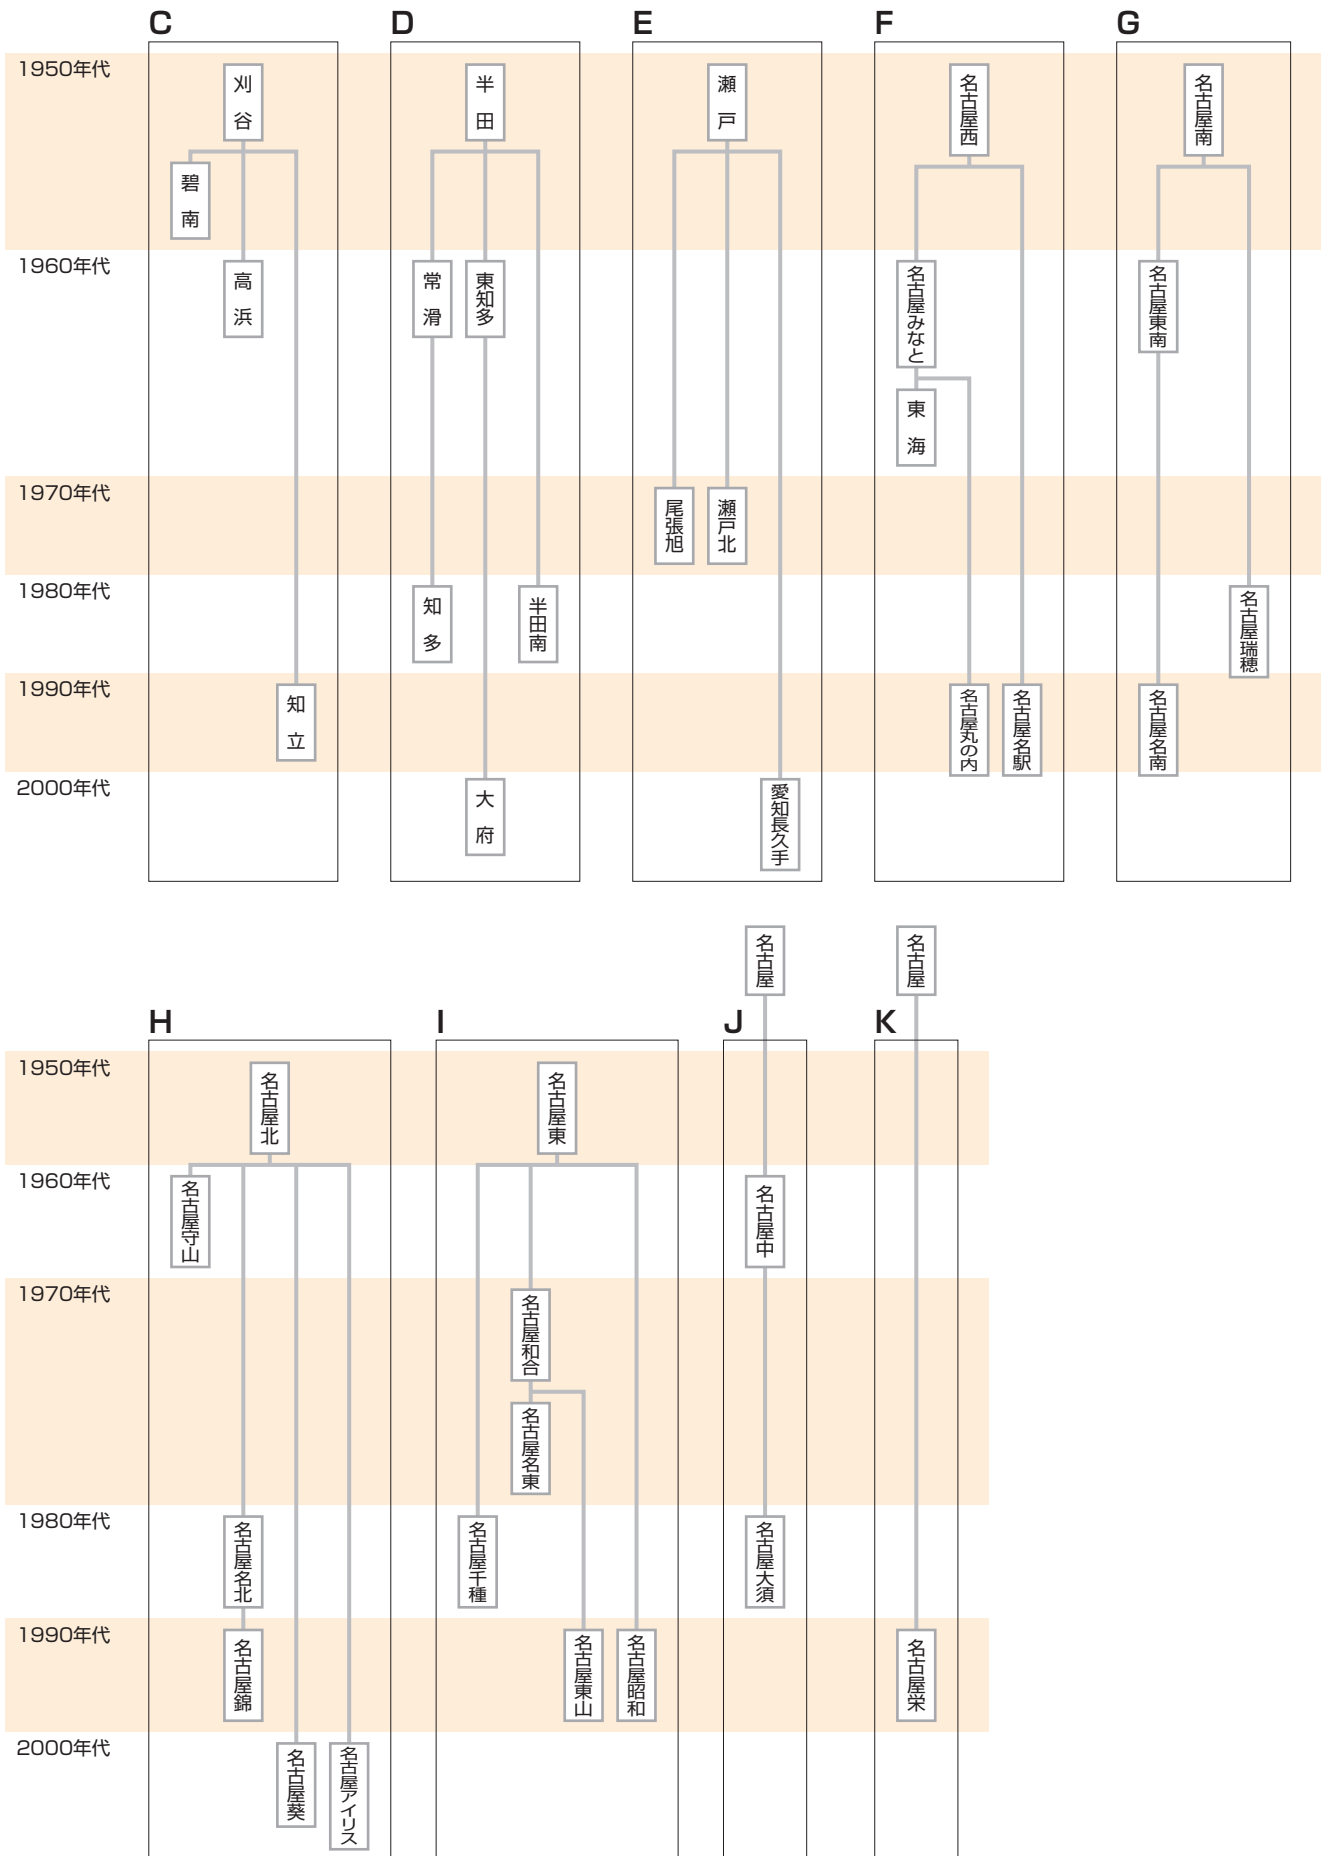 C
D
E
F
G
1950年代
刈谷
半田
瀬戸
名古屋西
名古屋南
碧南
1960年代
高浜
常滑
東知多
名古屋みなと
名古屋東南
東海
1970年代
尾張旭
瀬戸北
1980年代
知多
半田南
名古屋瑞穂
1990年代
知立
名古屋丸の内
名古屋名駅
名古屋名南
2000年代
大府
愛知長久手
名古屋
名古屋
H
I
J
K
1950年代
名古屋北
名古屋東
1960年代
名古屋守山
名古屋中
1970年代
名古屋和合
名古屋名東
1980年代
名古屋名北
名古屋千種
名古屋大須
1990年代
名古屋錦
名古屋東山
名古屋昭和
名古屋栄
2000年代
名古屋葵
名古屋アイリス